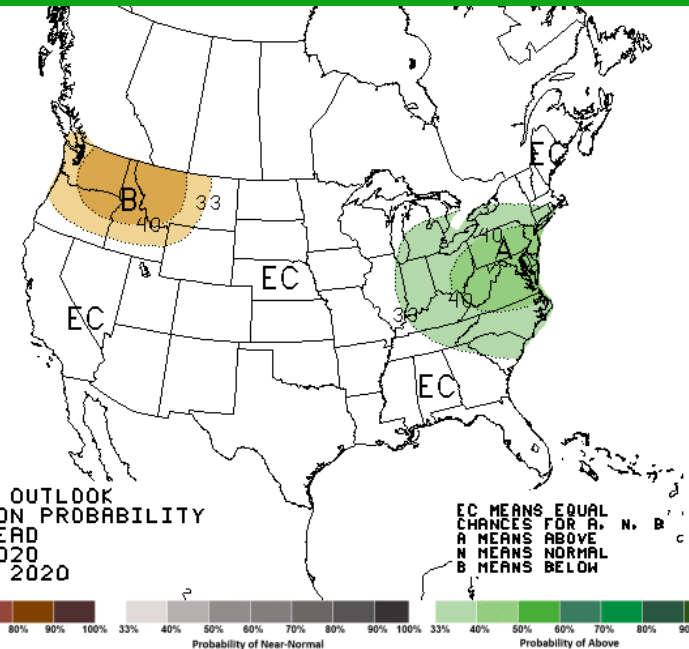 EC
B
33
40
40
A
EC
40
EC
EC
OUTLOOK
ON PROBABILITY
EAD
020
2020
EC MEANS EQUAL
CHANCES FOR A, N, B
A MEANS ABOVE
N MEANS NORMAL
B MEANS BELOW
80% 90% 100% 33% 40% 50% 60% 70% 80% 90% 100% 33% 40% 50% 60% 70% 80%
Probability of Near-Normal
Probability of Above